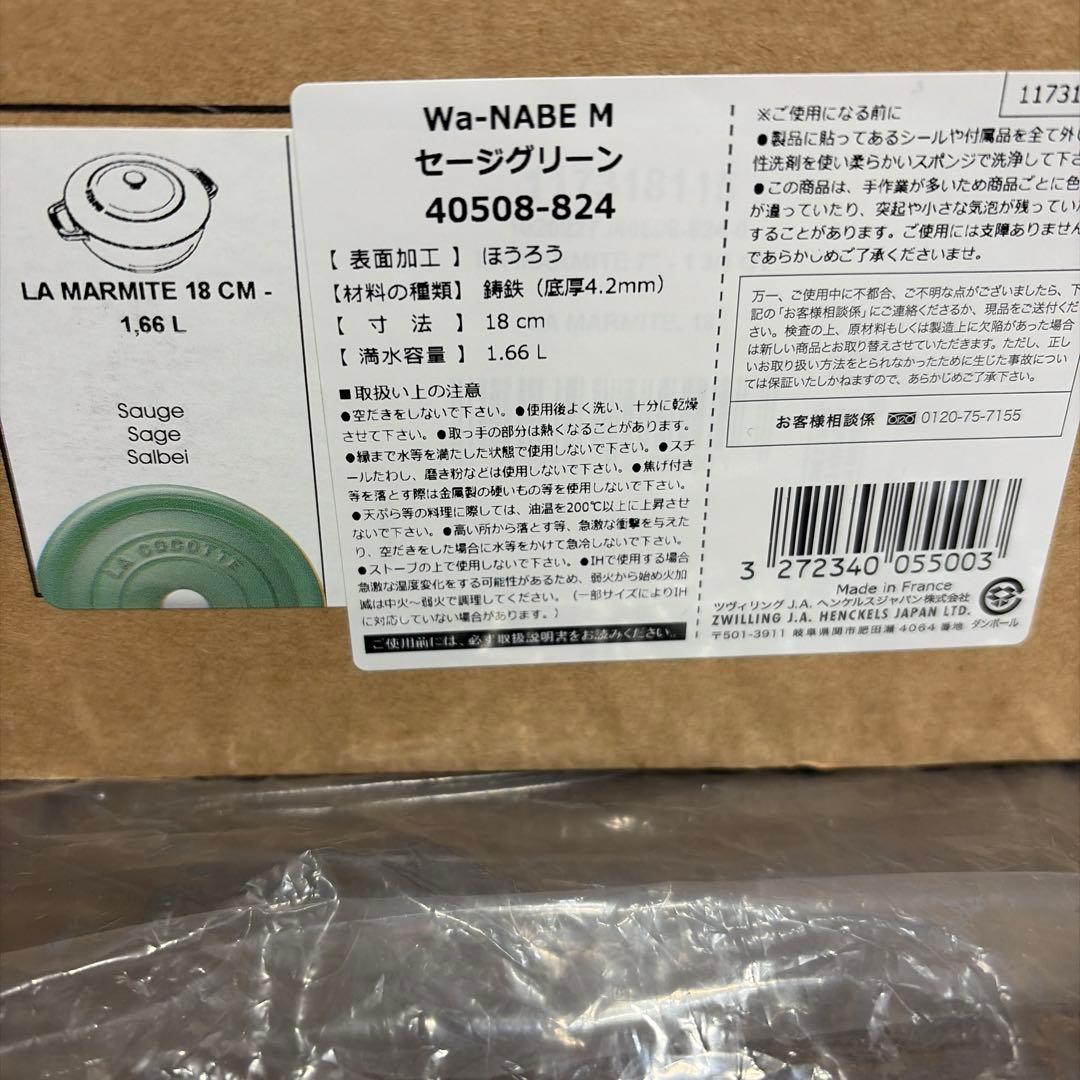 LA MARMITE 18 CM -
1,66 L
Sauge
Sage
Salbei
LA COCOTTE
Wa-NABE M
セージグリーン
40508-824
【 表面加工 】 ほうろう
【材料の種類】 鋳鉄（底厚4.2mm）
【 寸 法 】 18 cm
【 満水容量 】 1.66 L
■取扱い上の注意
●空だきをしないで下さい。●使用後よく洗い、十分に乾燥
させて下さい。●取っ手の部分は熱くなることがあります。
●縁まで水等を満たした状態で使用しないで下さい。●スチ
ールたわし、磨き粉などは使用しないで下さい。●焦げ付き
等を落とす際は金属製の硬いもの等を使用しないで下さい。
●天ぷら等の料理に際しては、油温を200℃以上に上昇させ
ないで下さい。●高い所から落とす等、急激な衝撃を与えた
り、空だきをした場合に水等をかけて急冷しないで下さい。
●ストーブの上で使用しないで下さい。●IHで使用する場合
急激な温度変化をする可能性があるため、弱火から始め火加
減は中火～弱火で調理してください。（一部サイズによりIH
に対応していない場合があります。）
ご使用前には、必ず取扱説明書をお読みください。
11731
※ご使用になる前に
●製品に貼ってあるシールや付属品を全て外し
性洗剤を使い柔らかいスポンジで洗浄して下さ
●この商品は、手作業が多いため商品ごとに色
が違っていたり、突起や小さな気泡が残ってい
することがあります。ご使用には支障ありません
であらかじめご了承くださいませ。
万一、ご使用中に不都合、ご不明な点がございましたら、下
記の「お客様相談係」にご連絡くださるか、現品をご送付くだ
さい。検査の上、原材料もしくは製造上に欠陥があった場合
は新しい商品とお取り替えさせていただきます。ただし、正し
いお取り扱い方法をとられなかったために生じた事故につい
ては保証いたしかねますので、あらかじめご了承下さい。
お客様相談係 0120-75-7155
3 272340 055003
Made in France
ツヴィリング J.A. ヘンケルスジャパン株式会社
ZWILLING J.A. HENCKELS JAPAN LTD.
〒501-3911 岐阜県関市肥田瀬 4064 番地
ダンボール